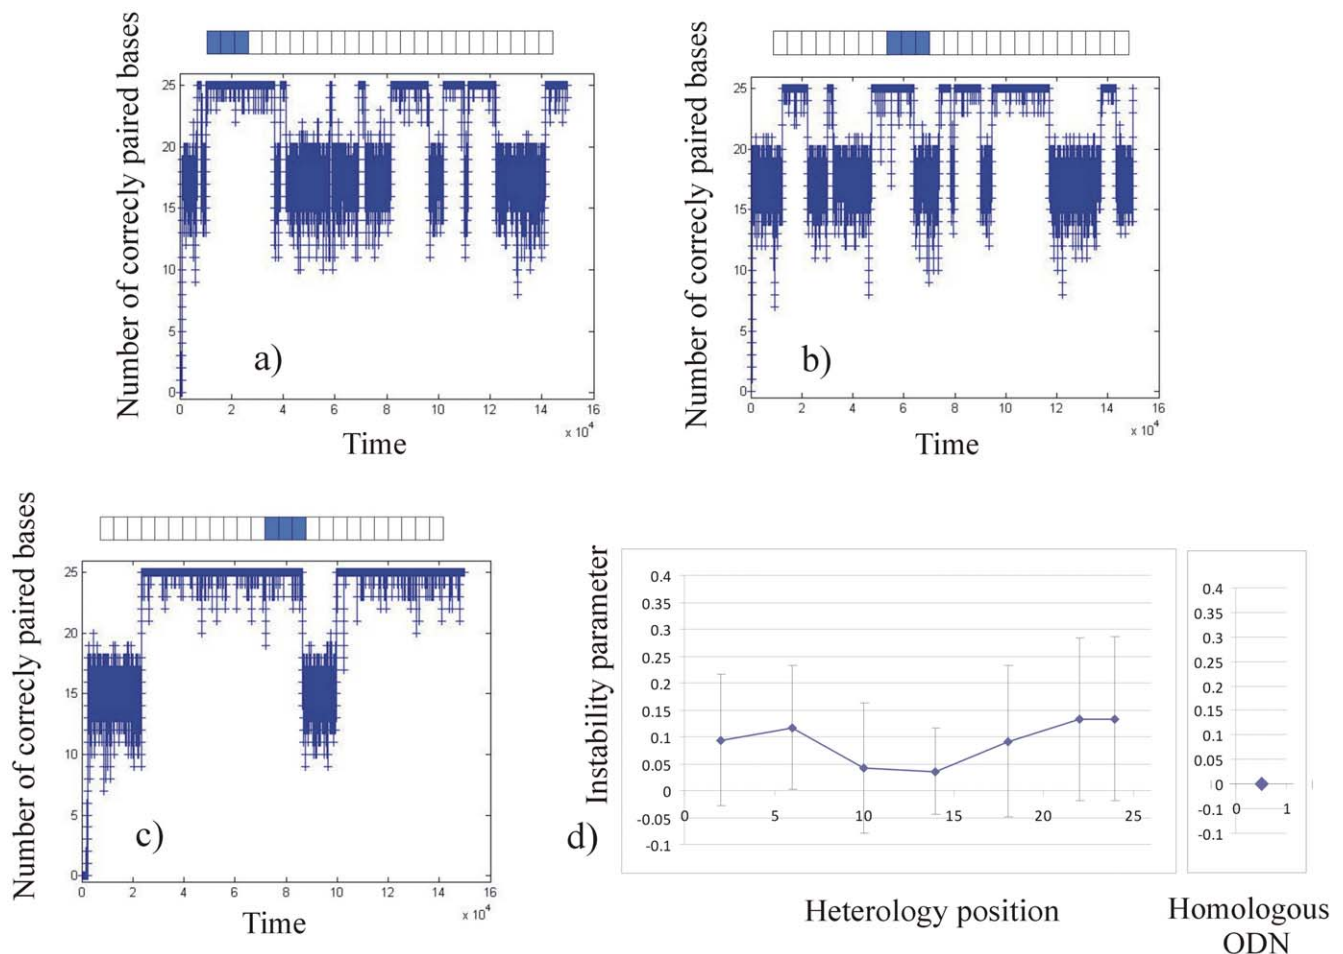 Number of correcly paired bases
25
20
15
10
5
0
a)
0 2 4 6 8 10 12 14 16
x 10⁴
Time
Number of correcly paired bases
25
20
15
10
5
0
b)
0 2 4 6 8 10 12 14 16
x 10⁴
Time
Number of correcly paired bases
25
20
15
10
5
0
c)
0 2 4 6 8 10 12 14 16
x 10⁴
Time
d)
Instability parameter
0.4
0.35
0.3
0.25
0.2
0.15
0.1
0.05
0
-0.05
-0.1
0 5 10 15 20 25
Heterology position
0.4
0.35
0.3
0.25
0.2
0.15
0.1
0.05
0
-0.1
-0.1
0 1
Homologous
ODN